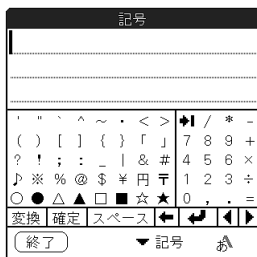 記号
' " ` ^ ~ ・ < > →| / * -
( ) [ ] { } 「 」 7 8 9 +
? ! ; : _ | & # 4 5 6 ×
♪ ※ % @ $ ¥ 円 〒 1 2 3 ÷
○ ● △ ▲ □ ■ ☆ ★ 0 , . =
変換 確定 スペース ← ↵ ◀ ▶
終了 ▼ 記号 あA